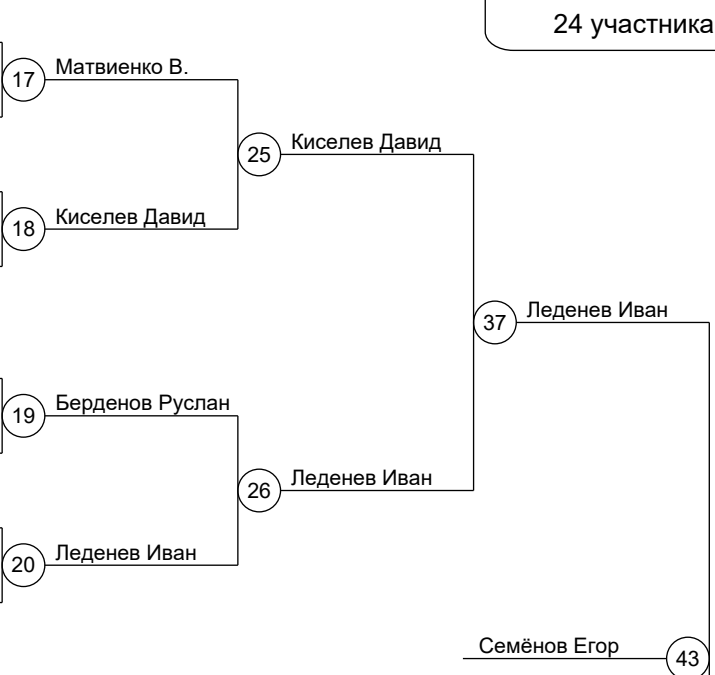 24 участника
17 Матвиенко В.
25 Киселев Давид
18 Киселев Давид
37 Леденев Иван
19 Берденов Руслан
26 Леденев Иван
20 Леденев Иван
Семёнов Егор 43